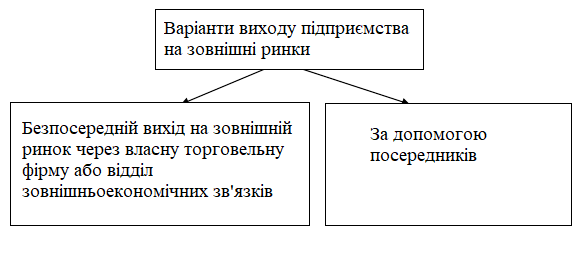 Варіанти виходу підприємства
на зовнішні ринки
Безпосередній вихід на зовнішній
ринок через власну торговельну
фірму або відділ
зовнішньоекономічних зв'язків
За допомогою
посередників